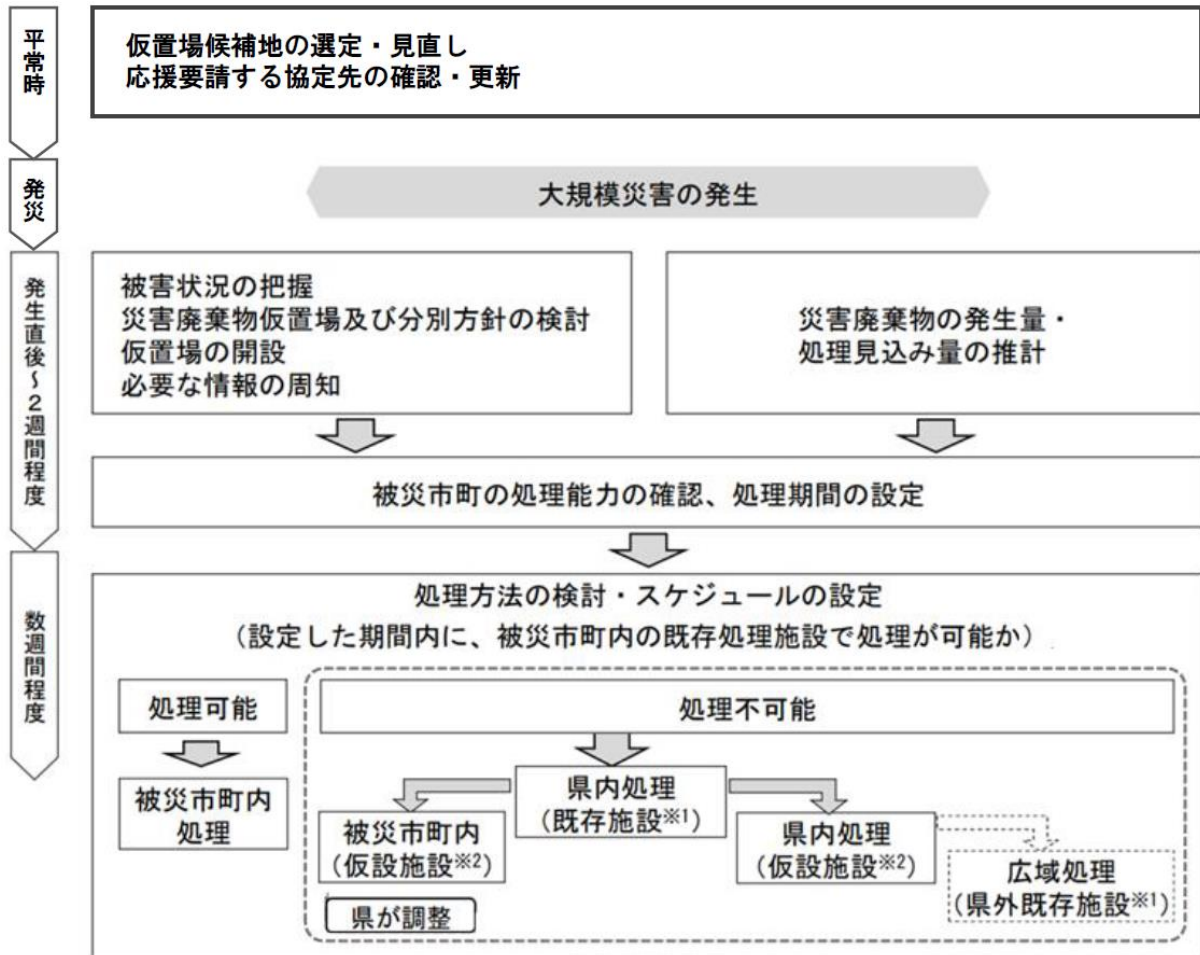 平常時
仮置場候補地の選定・見直し
応援要請する協定先の確認・更新
発災
大規模災害の発生
発生直後～2週間程度
被害状況の把握
災害廃棄物仮置場及び分別方針の検討
仮置場の開設
必要な情報の周知
災害廃棄物の発生量・
処理見込み量の推計
被災市町の処理能力の確認、処理期間の設定
数週間程度
処理方法の検討・スケジュールの設定
（設定した期間内に、被災市町内の既存処理施設で処理が可能か）
処理可能
処理不可能
被災市町内
処理
県内処理
（既存施設※1）
被災市町内
（仮設施設※2）
県内処理
（仮設施設※2）
広域処理
（県外既存施設※1）
県が調整